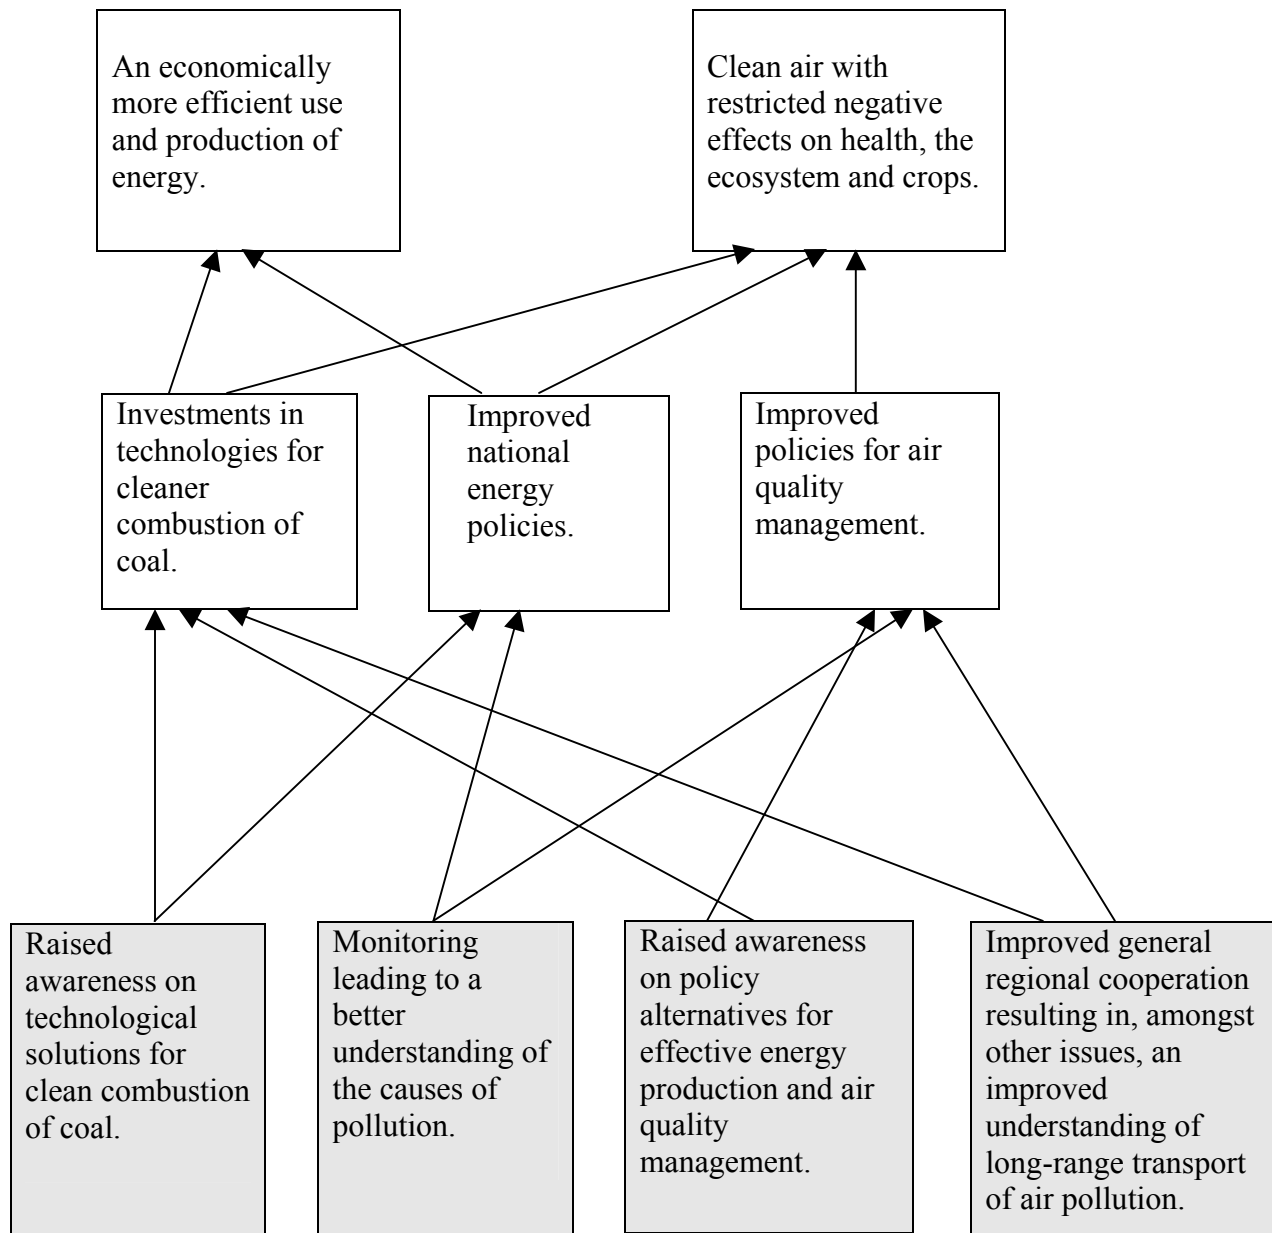 An economically
more efficient use
and production of
energy.
Clean air with
restricted negative
effects on health, the
ecosystem and crops.
Investments in
technologies for
cleaner
combustion of
coal.
Improved
national
energy
policies.
Improved
policies for air
quality
management.
Raised
awareness on
technological
solutions for
clean combustion
of coal.
Monitoring
leading to a
better
understanding of
the causes of
pollution.
Raised awareness
on policy
alternatives for
effective energy
production and air
quality
management.
Improved general
regional cooperation
resulting in, amongst
other issues, an
improved
understanding of
long-range transport
of air pollution.